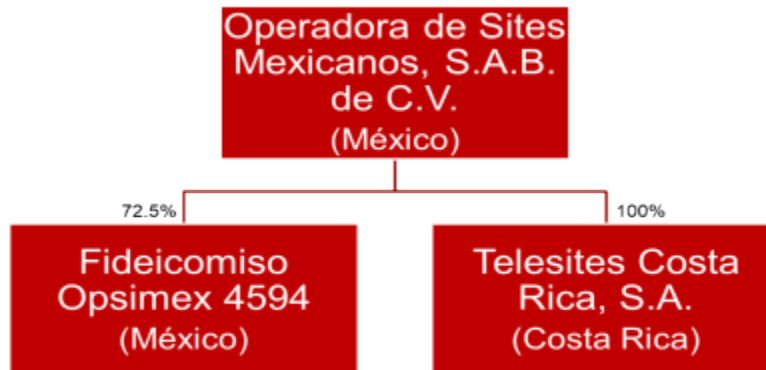 Operadora de Sites
Mexicanos, S.A.B.
de C.V.
(México)
72.5%
100%
Fideicomiso
Opsimex 4594
(México)
Telesites Costa
Rica, S.A.
(Costa Rica)